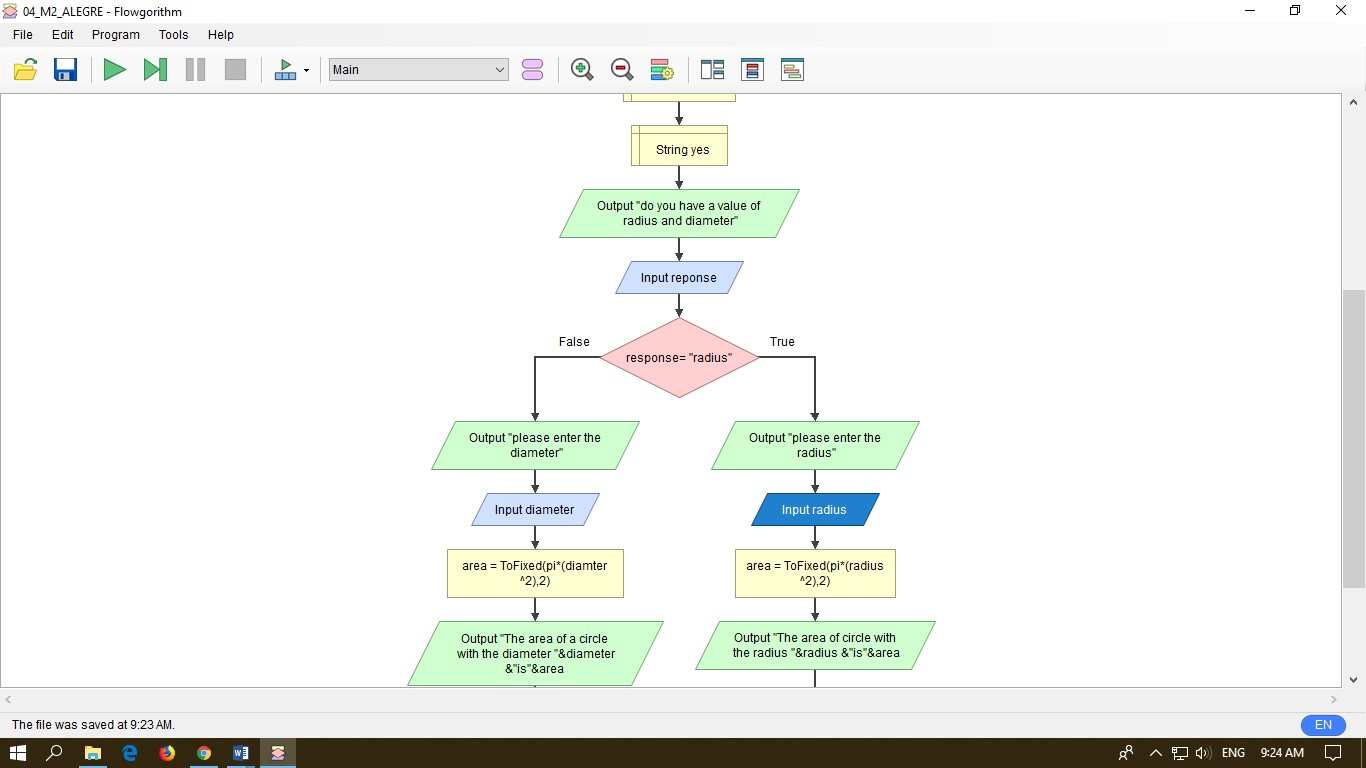 04_M2_ALEGRE - Flowgorithm
File Edit Program Tools Help
Main
String yes
Output "do you have a value of
radius and diameter"
Input reponse
False
True
response= "radius"
Output "please enter the
diameter"
Output "please enter the
radius"
Input diameter
Input radius
area = ToFixed(pi*(diamter
^2),2)
area = ToFixed(pi*(radius
^2),2)
Output "The area of a circle
with the diameter "&diameter
&"is"&area
Output "The area of circle with
the radius "&radius &"is"&area
The file was saved at 9:23 AM.
EN
ENG
9:24 AM